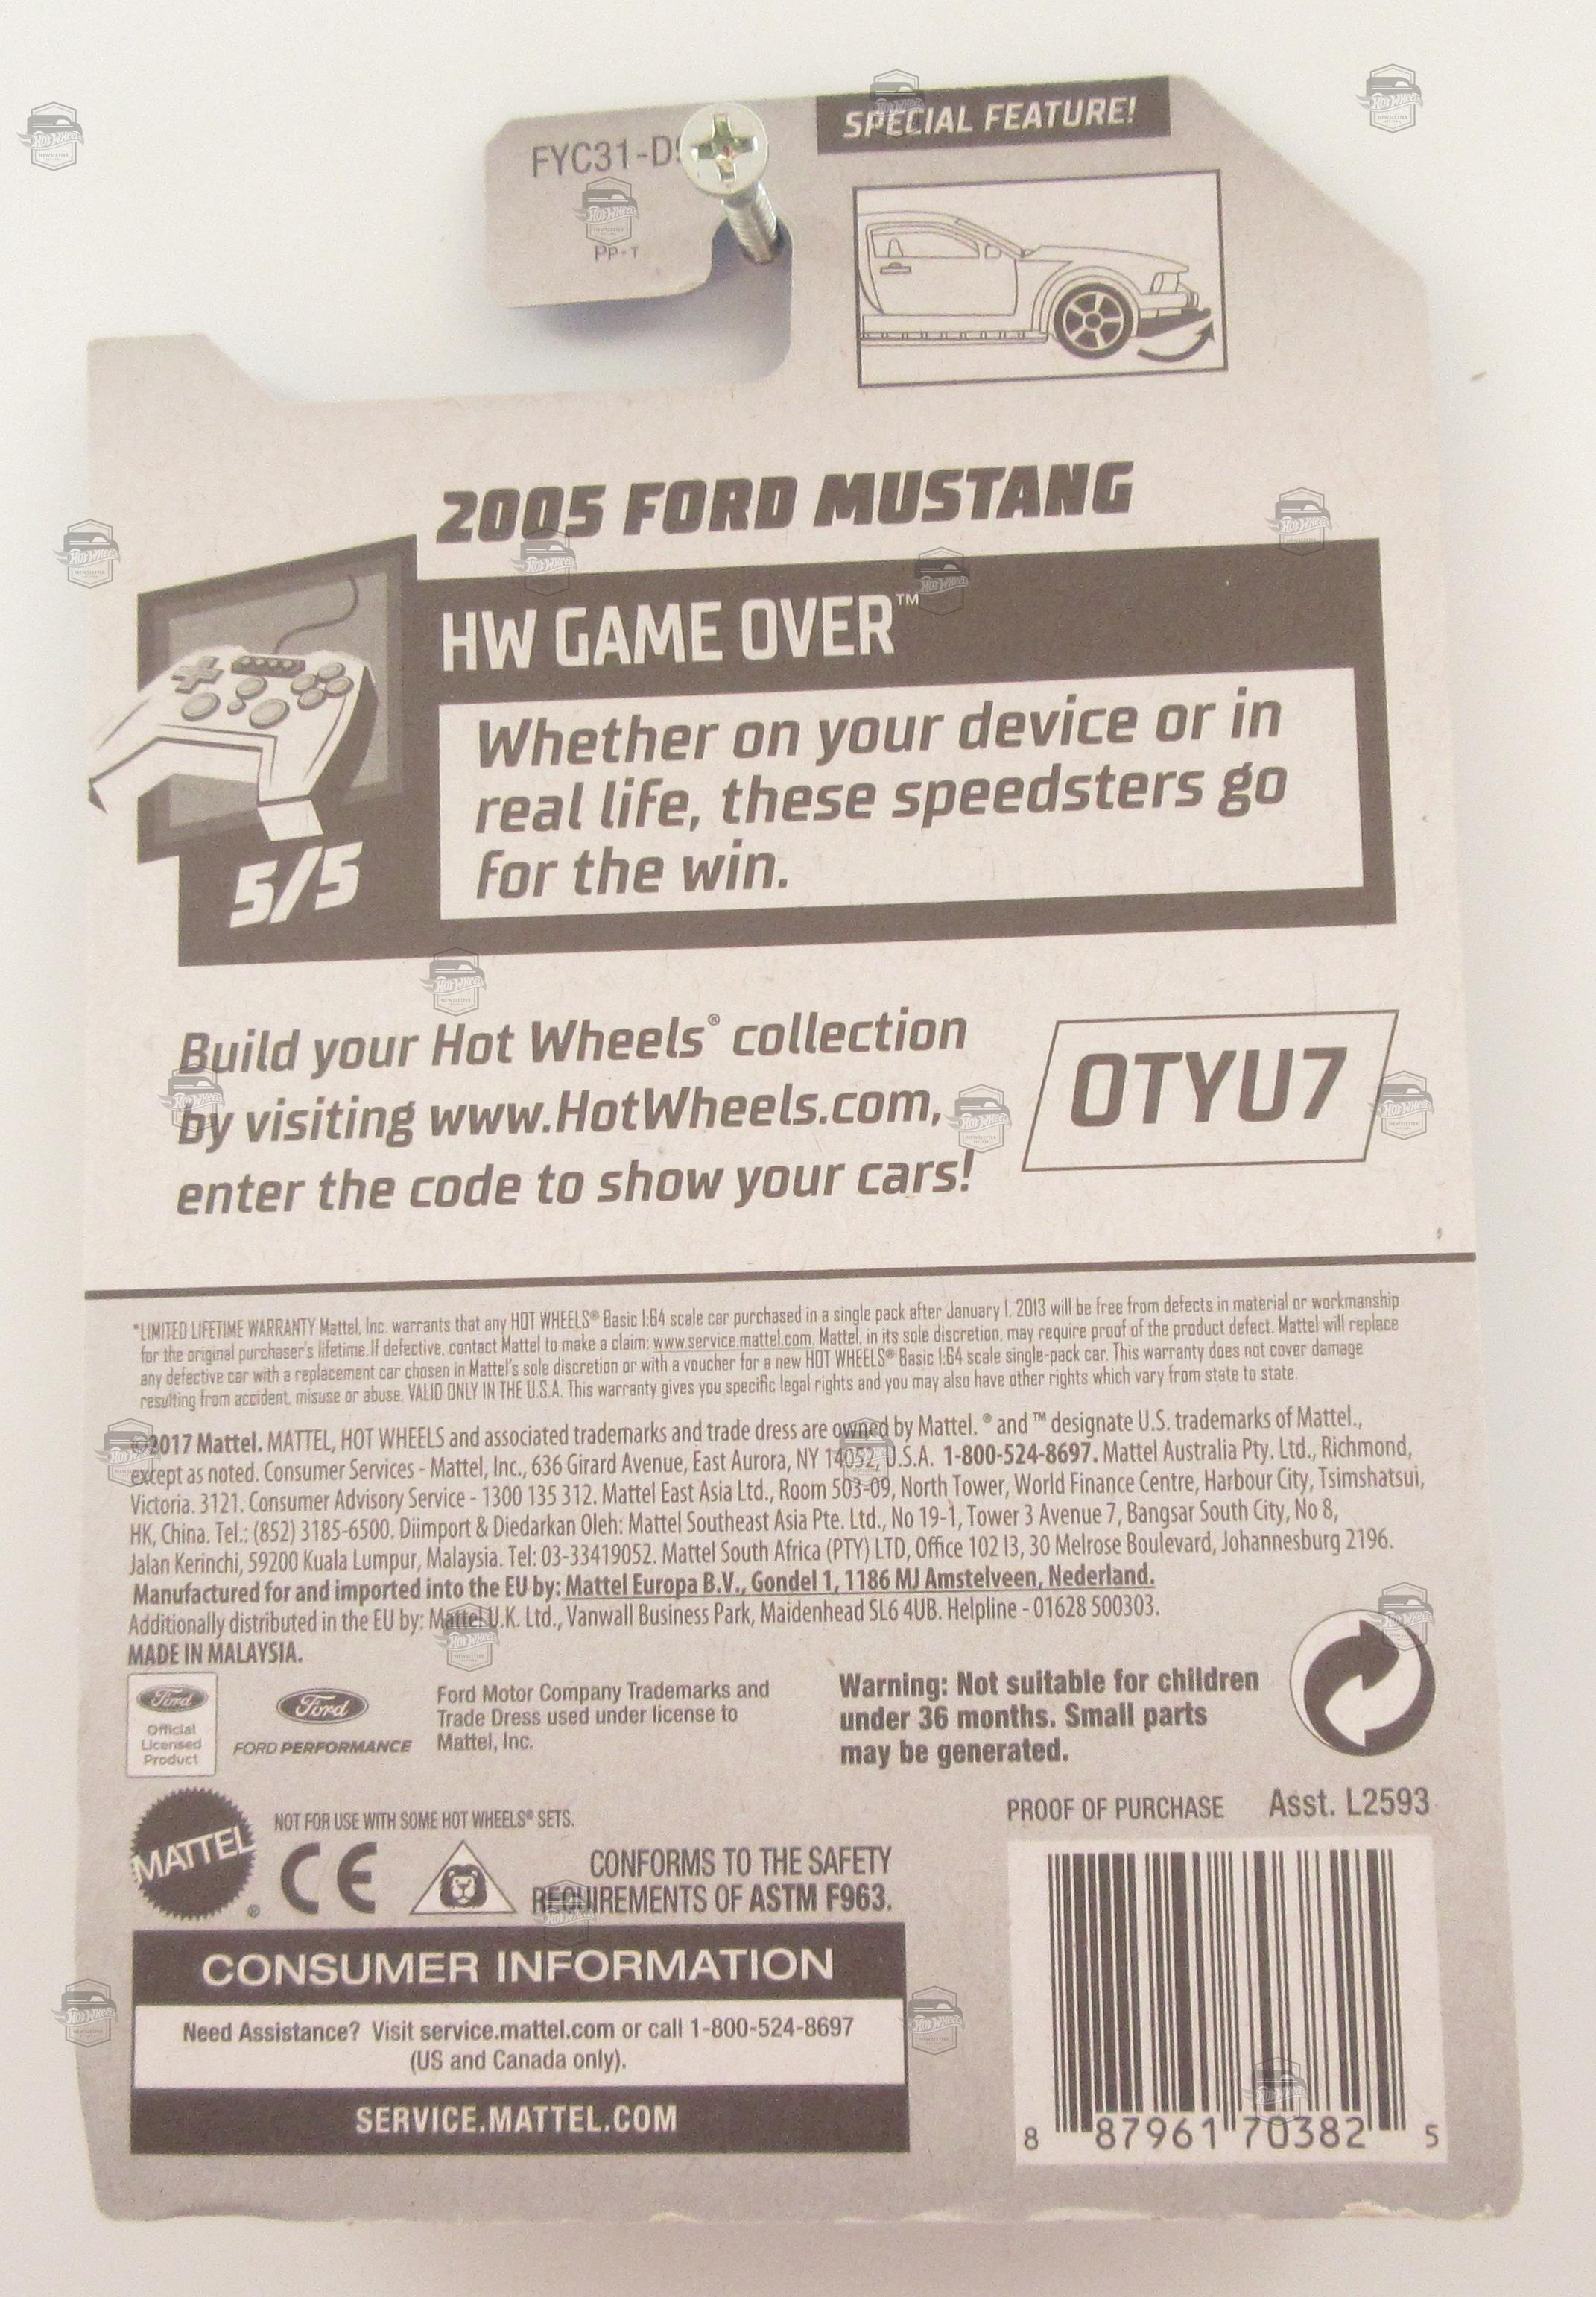 SPECIAL FEATURE!
FYC31-D
PP-T
2005 FORD MUSTANG
HW GAME OVER™
Whether on your device or in
real life, these speedsters go
for the win.
5/5
Build your Hot Wheels® collection
by visiting www.HotWheels.com,
enter the code to show your cars!
OTYU7
*LIMITED LIFETIME WARRANTY Mattel, Inc. warrants that any HOT WHEELS® Basic 1:64 scale car purchased in a single pack after January 1, 2013 will be free from defects in material or workmanship
for the original purchaser's lifetime. If defective, contact Mattel to make a claim: www.service.mattel.com. Mattel, in its sole discretion, may require proof of the product defect. Mattel will replace
any defective car with a replacement car chosen in Mattel's sole discretion or with a voucher for a new HOT WHEELS® Basic 1:64 scale single-pack car. This warranty does not cover damage
resulting from accident, misuse or abuse. VALID ONLY IN THE U.S.A. This warranty gives you specific legal rights and you may also have other rights which vary from state to state.
©2017 Mattel. MATTEL, HOT WHEELS and associated trademarks and trade dress are owned by Mattel. ® and ™ designate U.S. trademarks of Mattel.,
except as noted. Consumer Services - Mattel, Inc., 636 Girard Avenue, East Aurora, NY 14052, U.S.A. 1-800-524-8697. Mattel Australia Pty. Ltd., Richmond,
Victoria. 3121. Consumer Advisory Service - 1300 135 312. Mattel East Asia Ltd., Room 503-09, North Tower, World Finance Centre, Harbour City, Tsimshatsui,
HK, China. Tel.: (852) 3185-6500. Diimport & Diedarkan Oleh: Mattel Southeast Asia Pte. Ltd., No 19-1, Tower 3 Avenue 7, Bangsar South City, No 8,
Jalan Kerinchi, 59200 Kuala Lumpur, Malaysia. Tel: 03-33419052. Mattel South Africa (PTY) LTD, Office 102 I3, 30 Melrose Boulevard, Johannesburg 2196.
Manufactured for and imported into the EU by: Mattel Europa B.V., Gondel 1, 1186 MJ Amstelveen, Nederland.
Additionally distributed in the EU by: Mattel U.K. Ltd., Vanwall Business Park, Maidenhead SL6 4UB. Helpline - 01628 500303.
MADE IN MALAYSIA.
Ford
Official
Licensed
Product
Ford
FORD PERFORMANCE
Ford Motor Company Trademarks and
Trade Dress used under license to
Mattel, Inc.
Warning: Not suitable for children
under 36 months. Small parts
may be generated.
MATTEL®
NOT FOR USE WITH SOME HOT WHEELS® SETS.
CE
CONFORMS TO THE SAFETY
REQUIREMENTS OF ASTM F963.
PROOF OF PURCHASE Asst. L2593
CONSUMER INFORMATION
Need Assistance? Visit service.mattel.com or call 1-800-524-8697
(US and Canada only).
SERVICE.MATTEL.COM
8 87961 70382 5